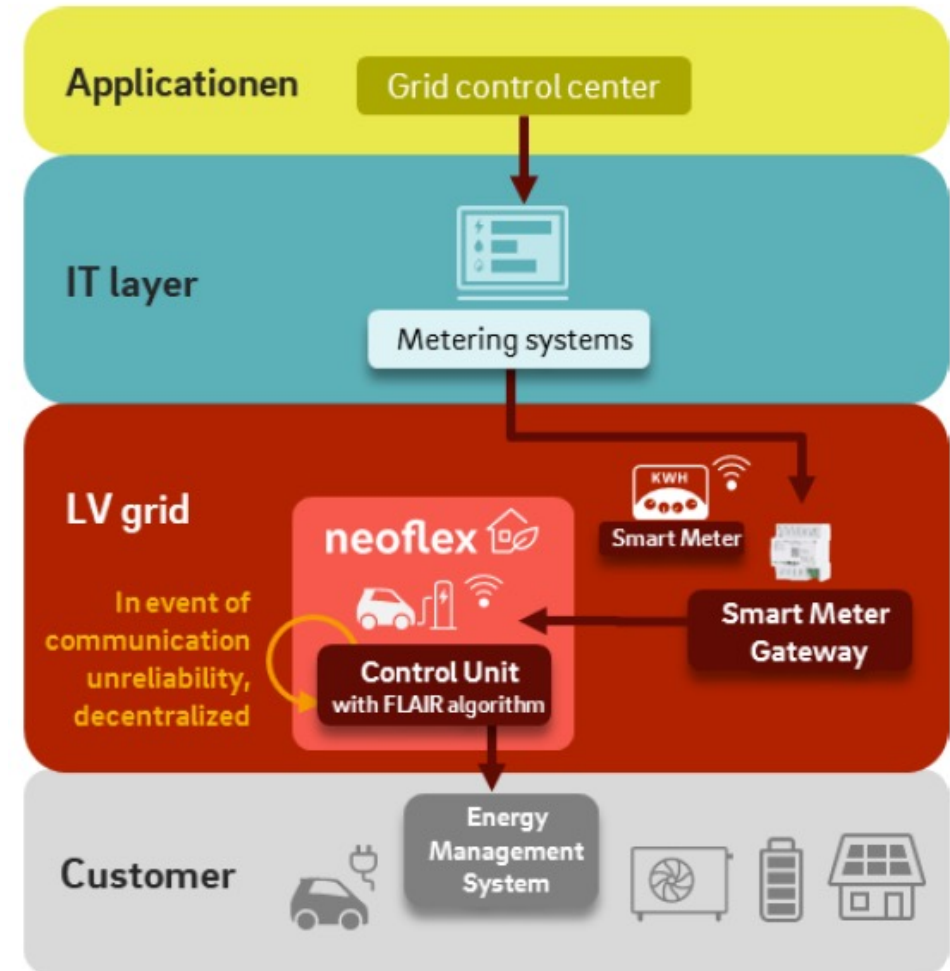 Applicationen
Grid control center
IT layer
Metering systems
LV grid
KWH
Smart Meter
neoflex
In event of
communication
unreliability,
decentralized
Smart Meter
Gateway
Control Unit
with FLAIR algorithm
Energy
Management
System
Customer